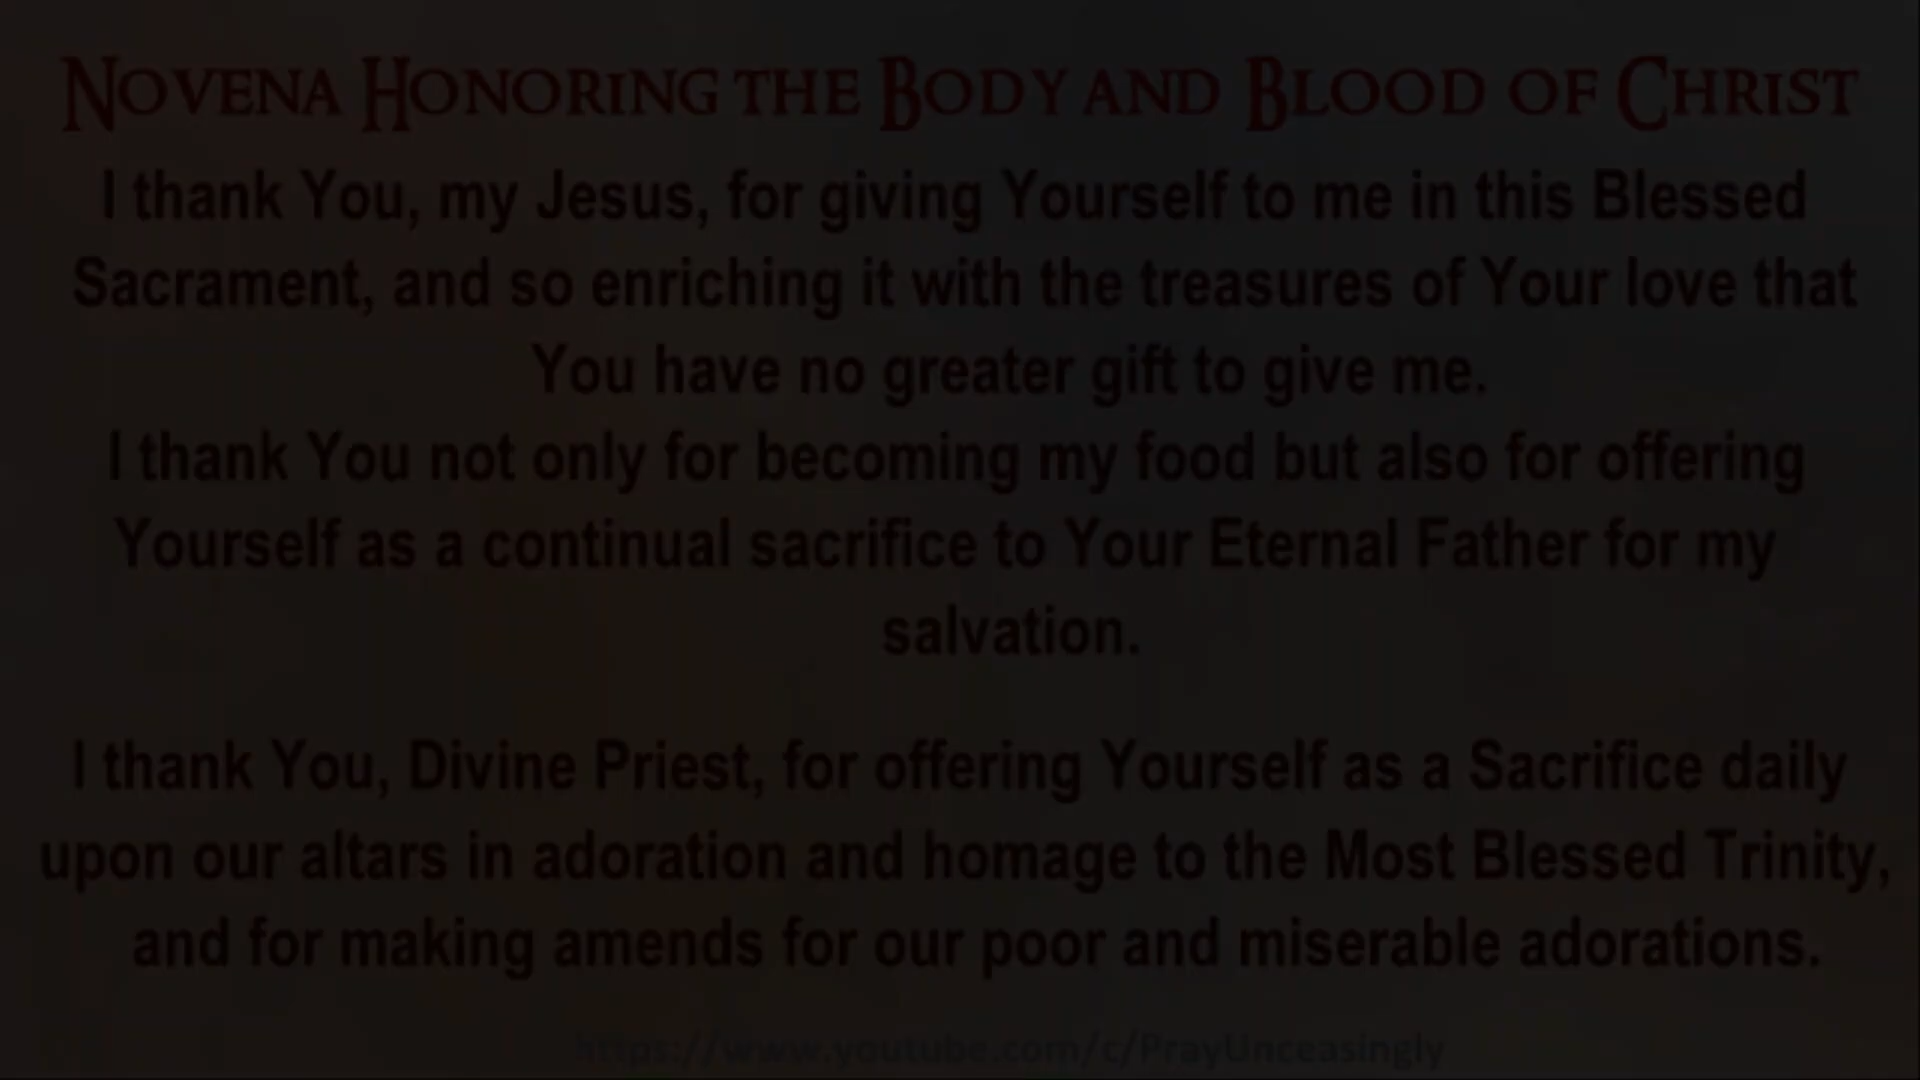 Novena Honoring the Body and Blood of Christ
I thank You, my Jesus, for giving Yourself to me in this Blessed
Sacrament, and so enriching it with the treasures of Your love that
You have no greater gift to give me.
I thank You not only for becoming my food but also for offering
Yourself as a continual sacrifice to Your Eternal Father for my
salvation.
I thank You, Divine Priest, for offering Yourself as a Sacrifice daily
upon our altars in adoration and homage to the Most Blessed Trinity,
and for making amends for our poor and miserable adorations.
https://www.youtube.com/c/PrayUnceasingly